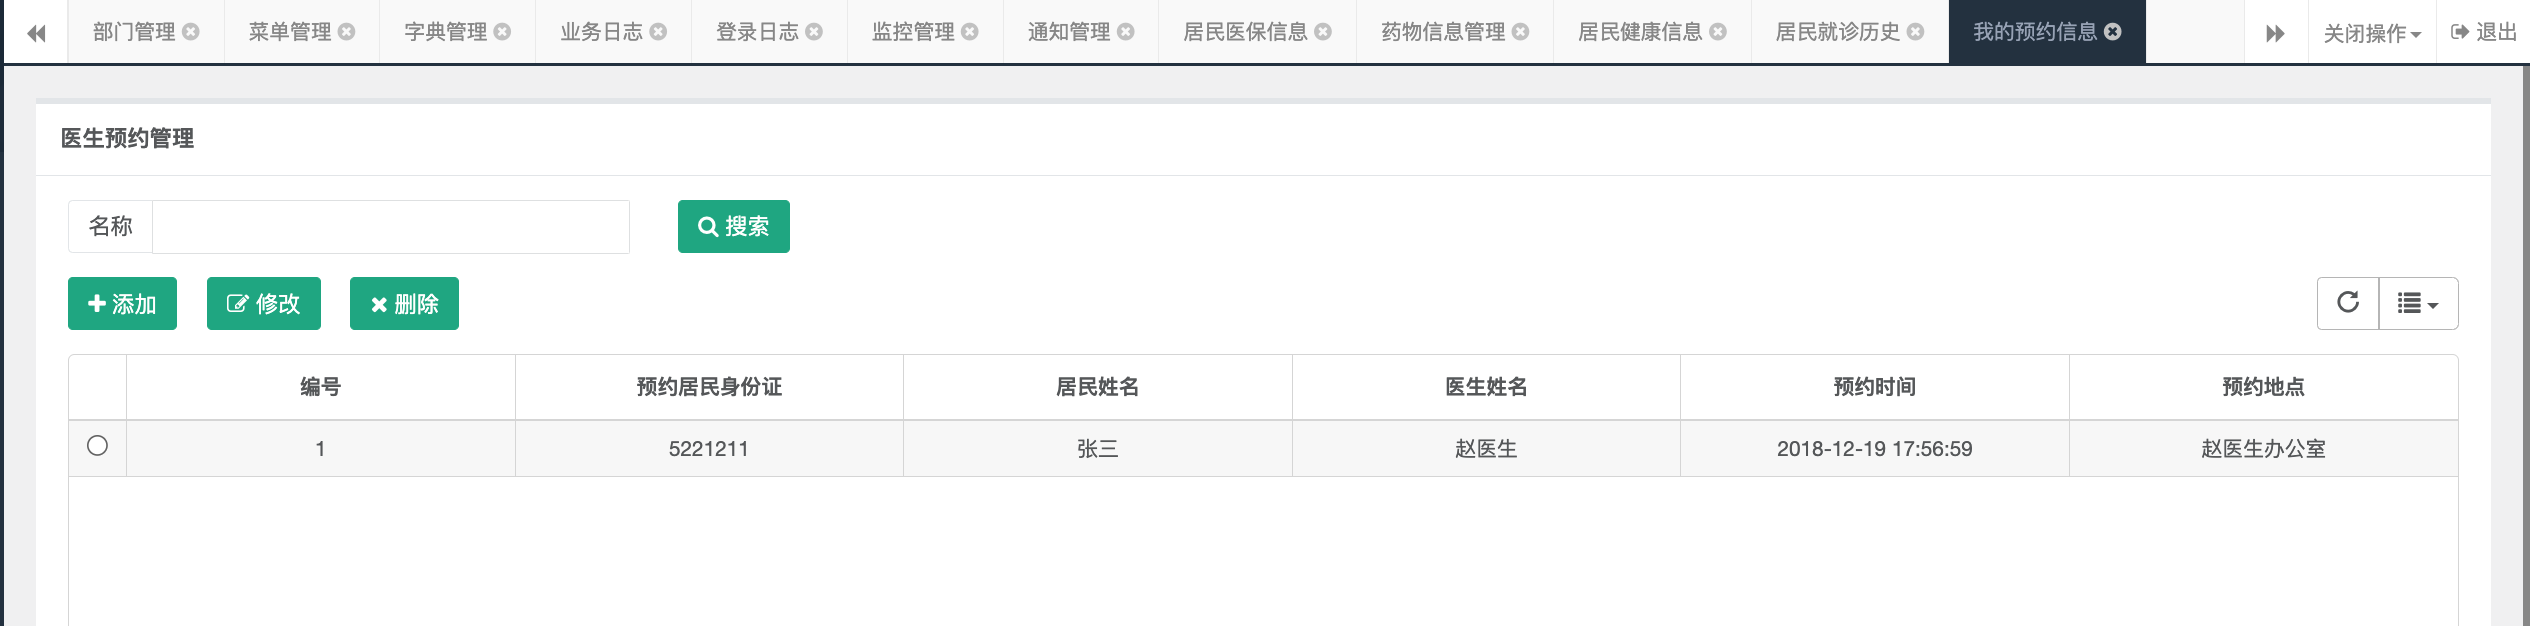 部门管理 菜单管理 字典管理 业务日志 登录日志 监控管理 通知管理 居民医保信息 药物信息管理 居民健康信息 居民就诊历史 我的预约信息 关闭操作 退出
医生预约管理
名称 搜索
添加 修改 删除
编号 预约居民身份证 居民姓名 医生姓名 预约时间 预约地点
1 5221211 张三 赵医生 2018-12-19 17:56:59 赵医生办公室